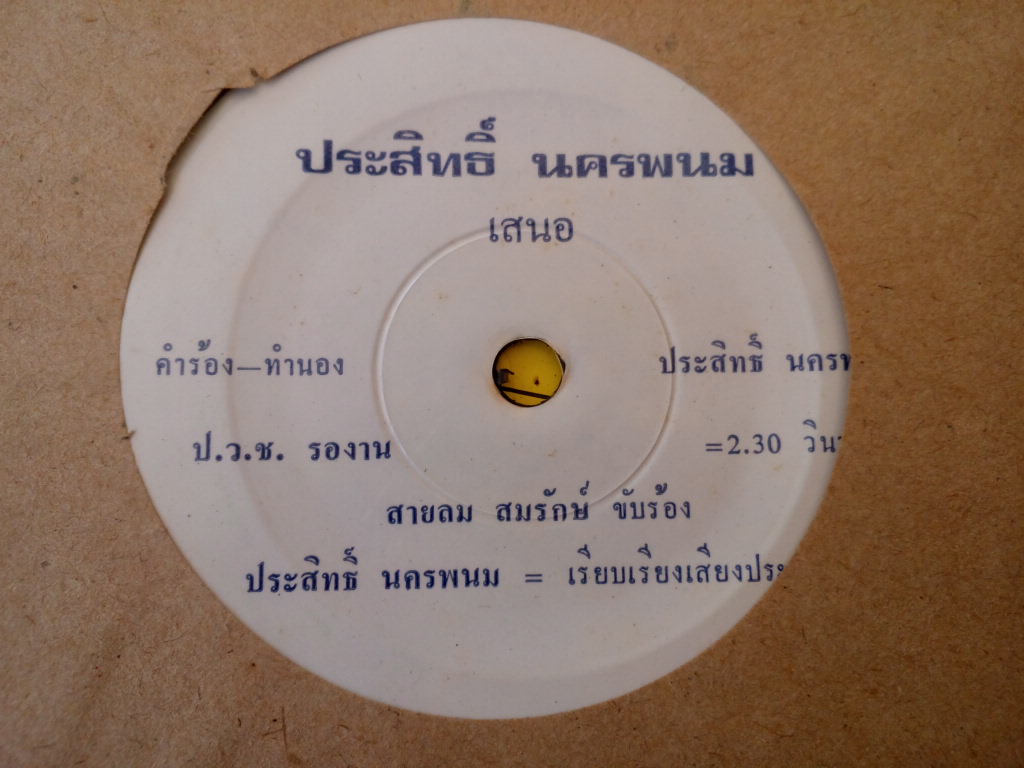 ประสิทธิ์ นครพนม
เสนอ
คำร้อง—ทำนอง ประสิทธิ์ นคร
ป.ว.ช. รองาน =2.30
สายลม สมรักษ์ ขับร้อง
ประสิทธิ์ นครพนม = เรียบเรียงเสียงประ